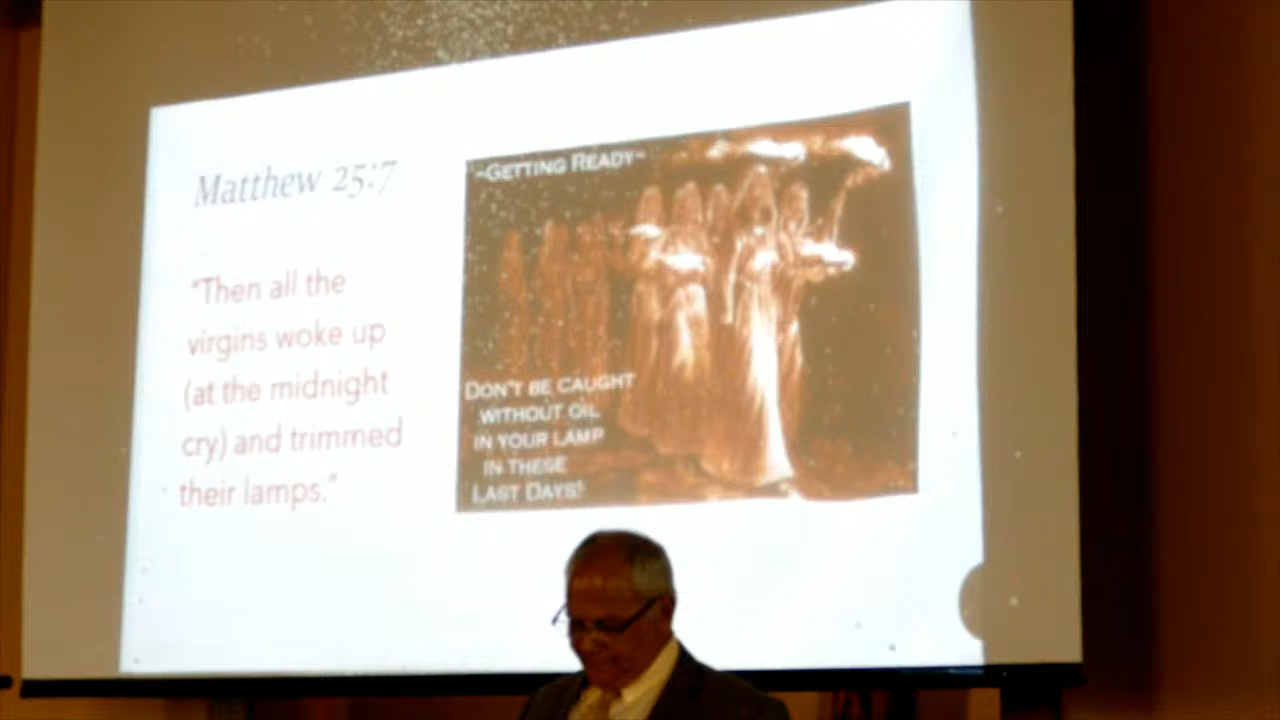 Matthew 25:7
"Then all the
virgins woke up
(at the midnight
cry) and trimmed
their lamps."
~Getting Ready~
Don't be caught
without oil
in your lamp
in these
Last Days!